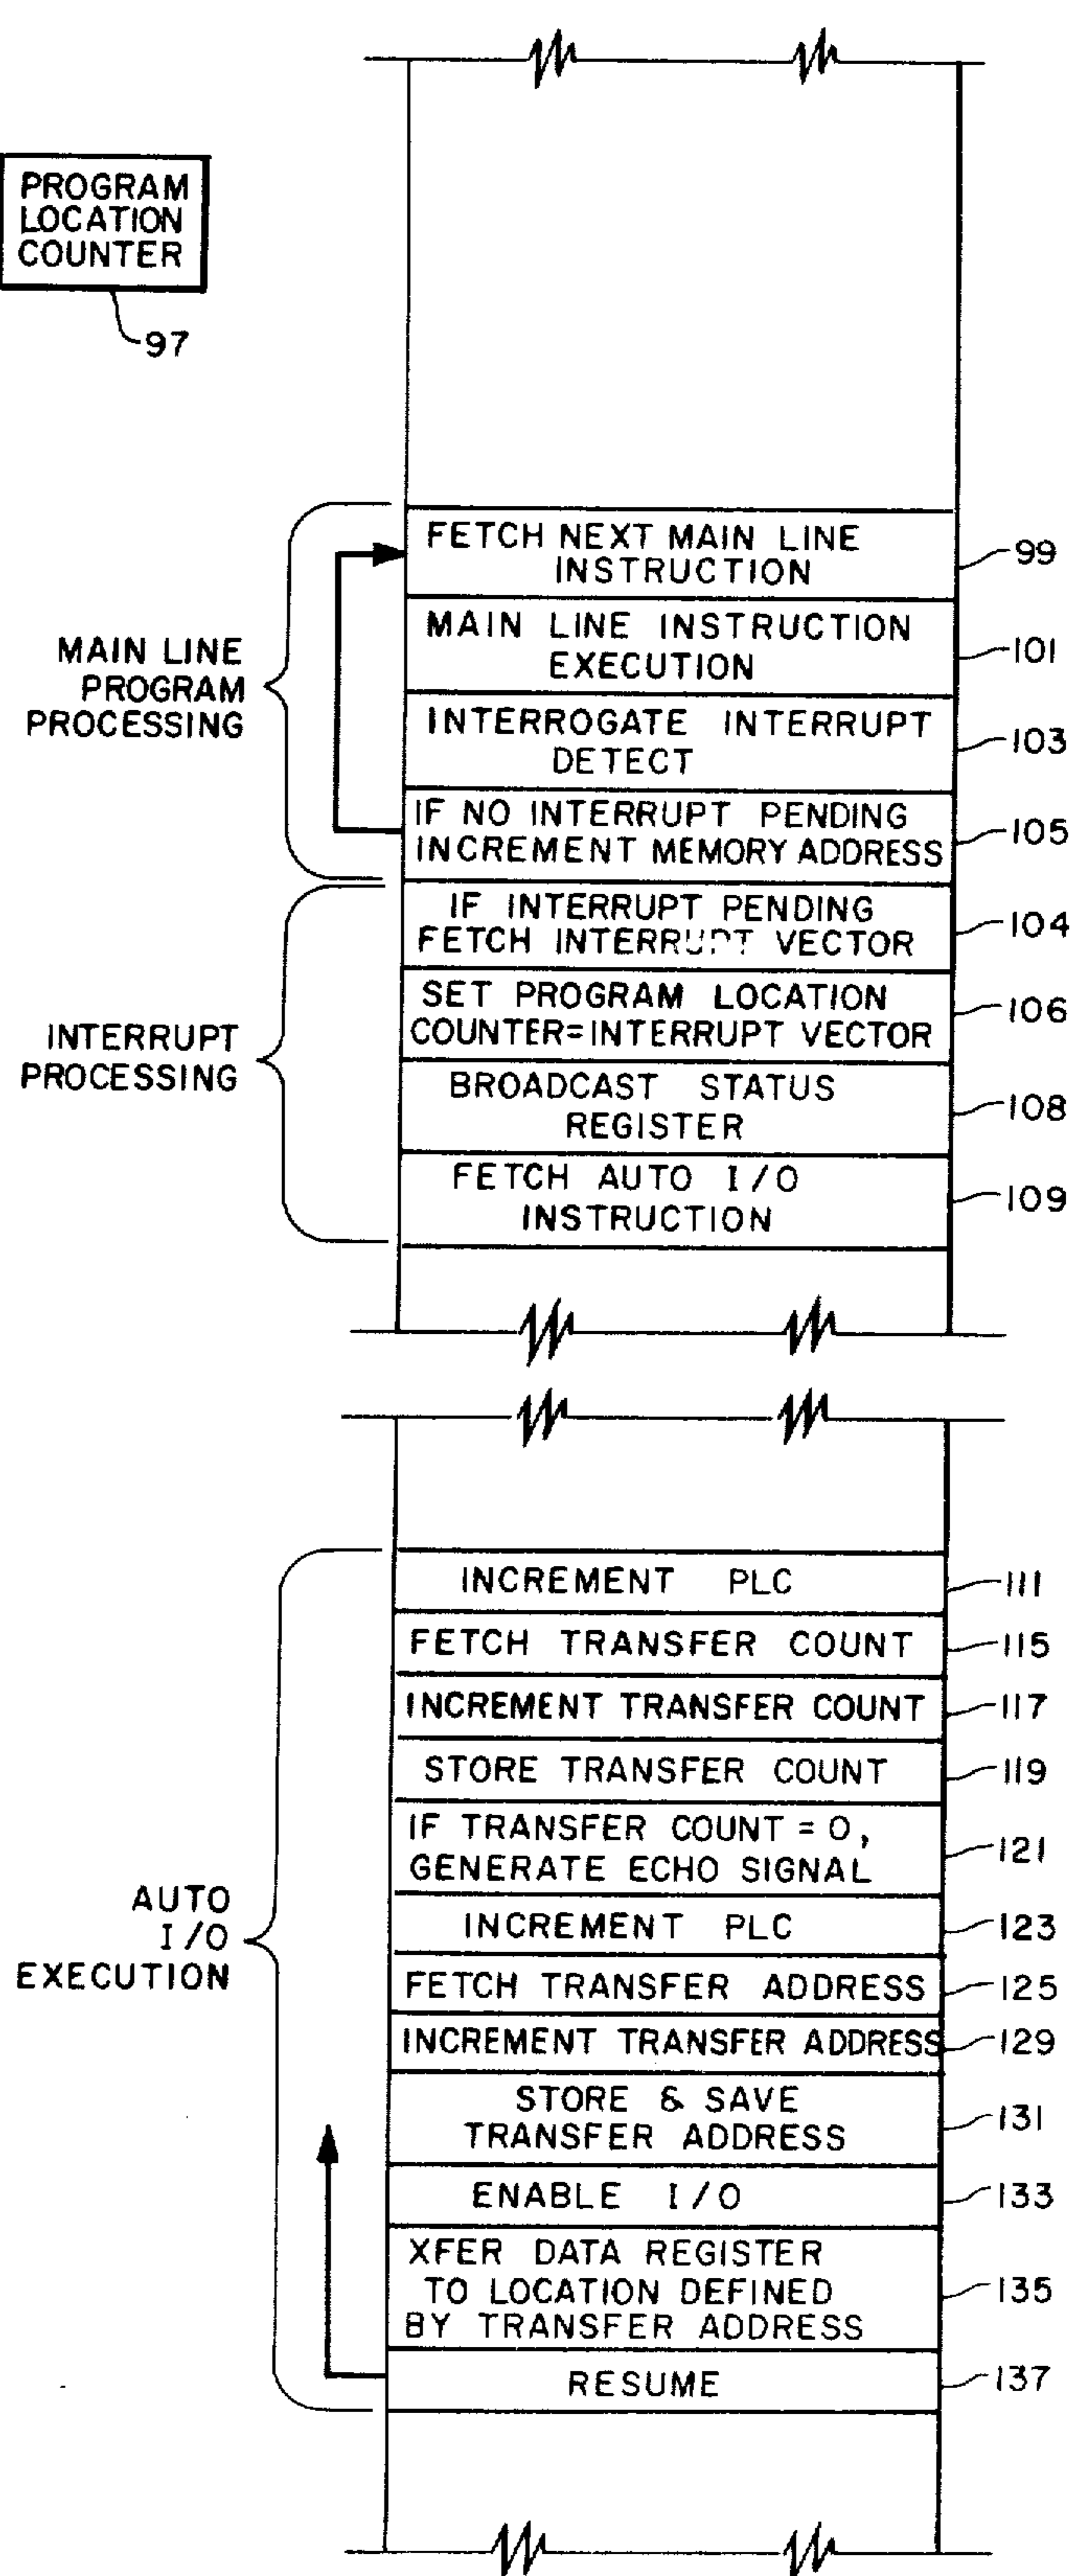 PROGRAM
LOCATION
COUNTER
97
MAIN LINE
PROGRAM
PROCESSING
FETCH NEXT MAIN LINE
INSTRUCTION
99
MAIN LINE INSTRUCTION
EXECUTION
101
INTERROGATE INTERRUPT
DETECT
103
IF NO INTERRUPT PENDING
INCREMENT MEMORY ADDRESS
105
INTERRUPT
PROCESSING
IF INTERRUPT PENDING
FETCH INTERRUPT VECTOR
104
SET PROGRAM LOCATION
COUNTER=INTERRUPT VECTOR
106
BROADCAST STATUS
REGISTER
108
FETCH AUTO I/O
INSTRUCTION
109
AUTO
I/O
EXECUTION
INCREMENT PLC
111
FETCH TRANSFER COUNT
115
INCREMENT TRANSFER COUNT
117
STORE TRANSFER COUNT
119
IF TRANSFER COUNT = 0,
GENERATE ECHO SIGNAL
121
INCREMENT PLC
123
FETCH TRANSFER ADDRESS
125
INCREMENT TRANSFER ADDRESS
129
STORE & SAVE
TRANSFER ADDRESS
131
ENABLE I/O
133
XFER DATA REGISTER
TO LOCATION DEFINED
BY TRANSFER ADDRESS
135
RESUME
137